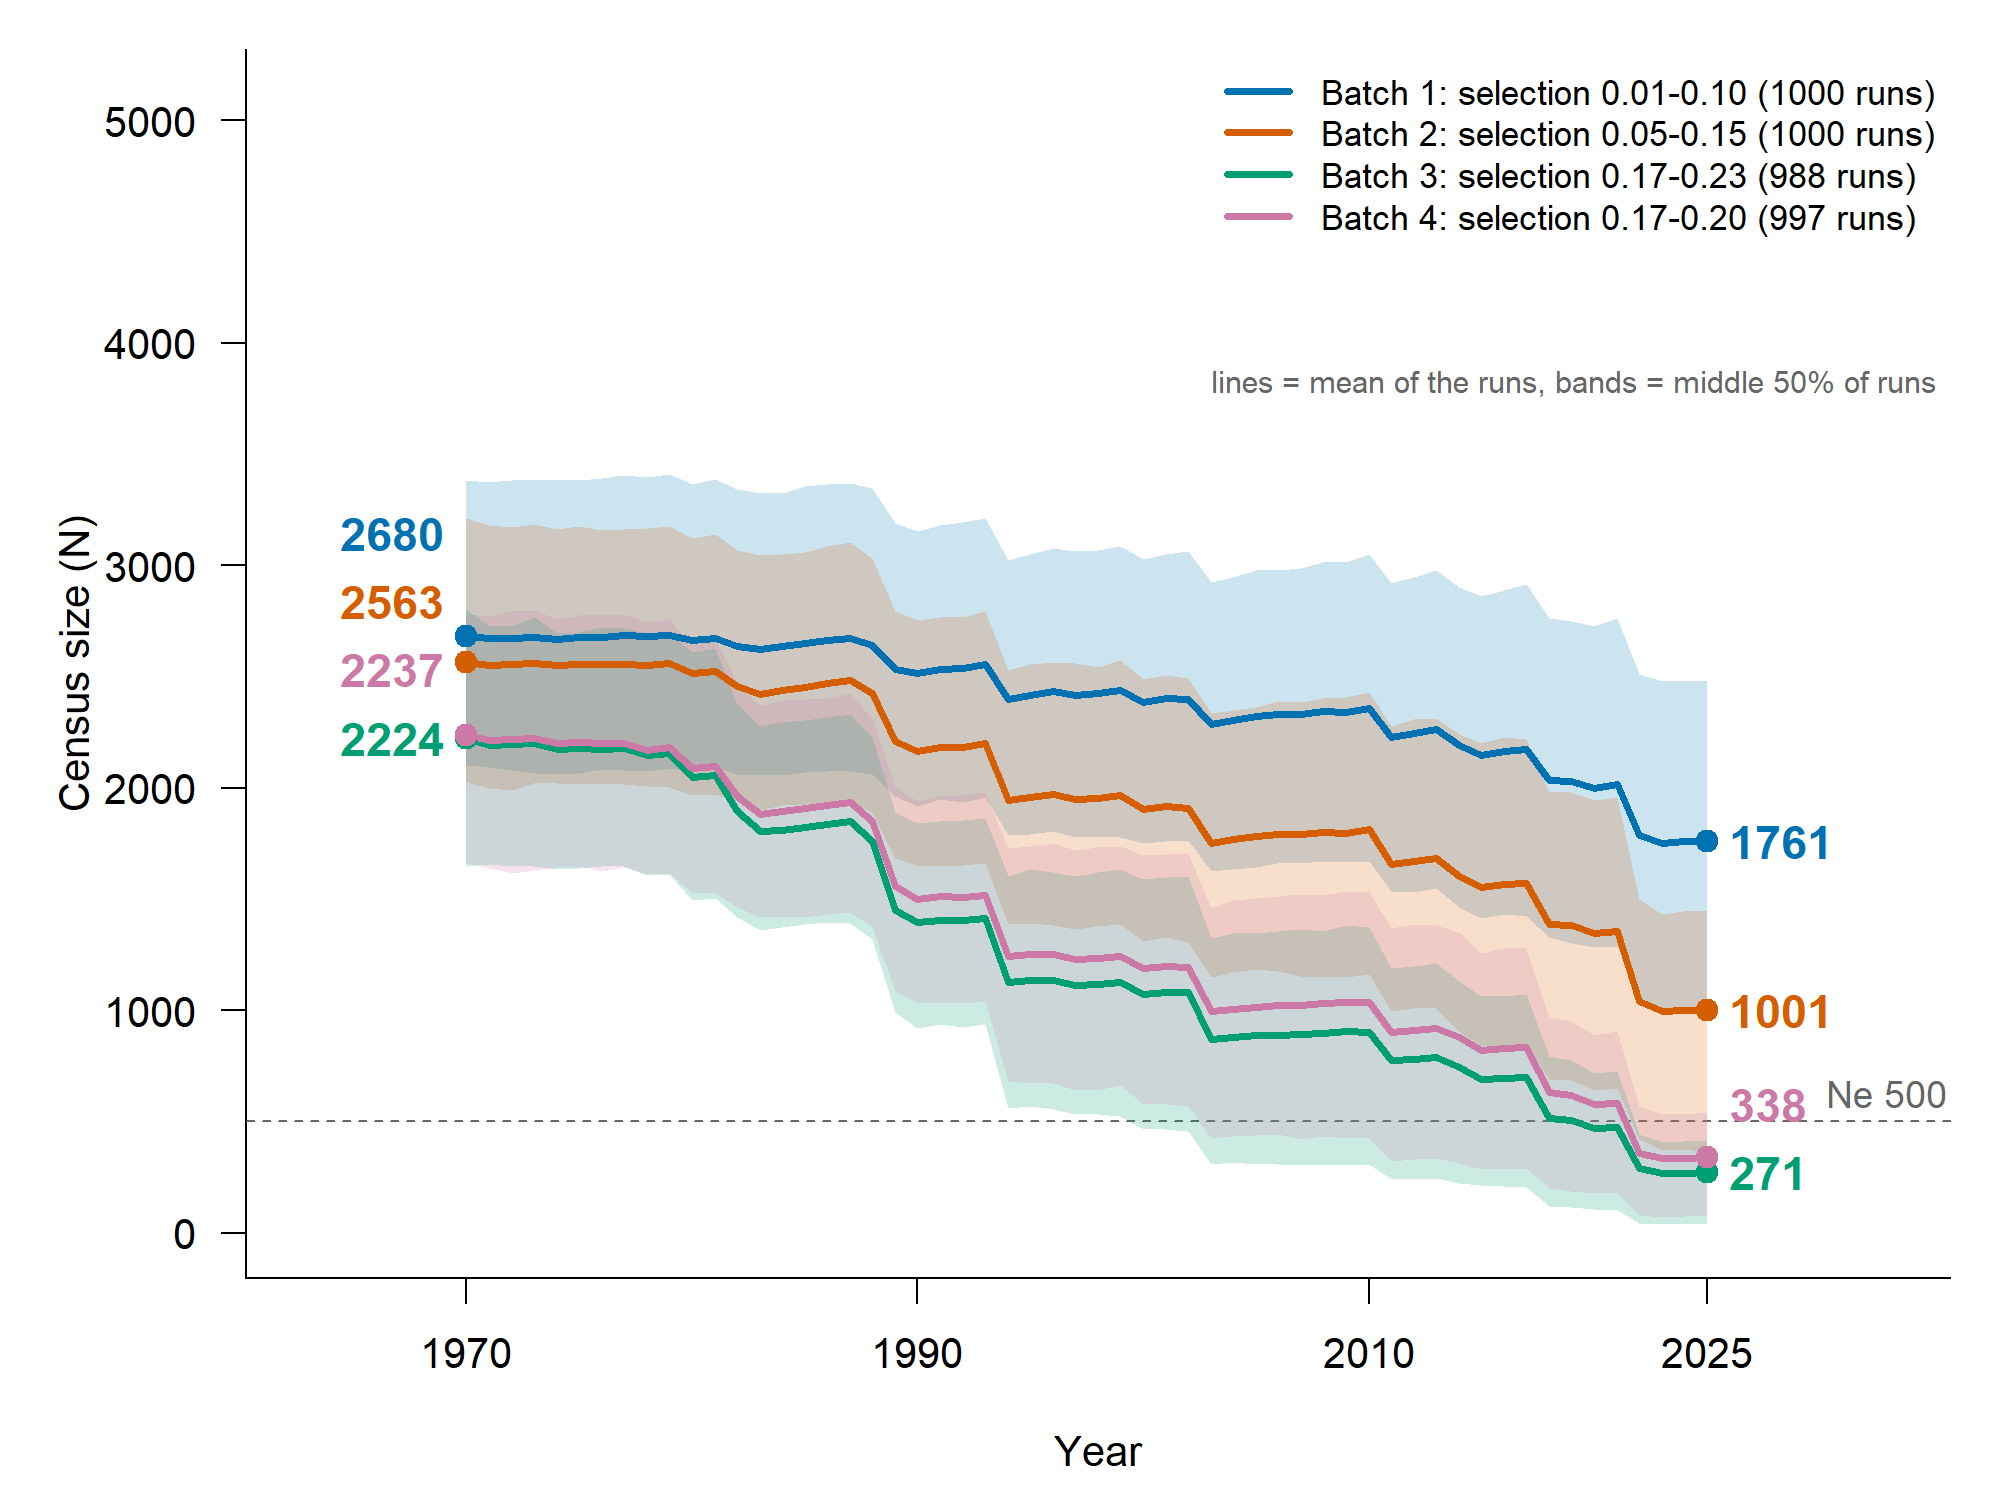 Batch 1: selection 0.01-0.10 (1000 runs)
Batch 2: selection 0.05-0.15 (1000 runs)
Batch 3: selection 0.17-0.23 (988 runs)
Batch 4: selection 0.17-0.20 (997 runs)
lines = mean of the runs, bands = middle 50% of runs
Census size (N)
5000
4000
3000
2000
1000
0
2680
2563
2237
2224
1761
1001
338
Ne 500
271
1970
1990
2010
2025
Year